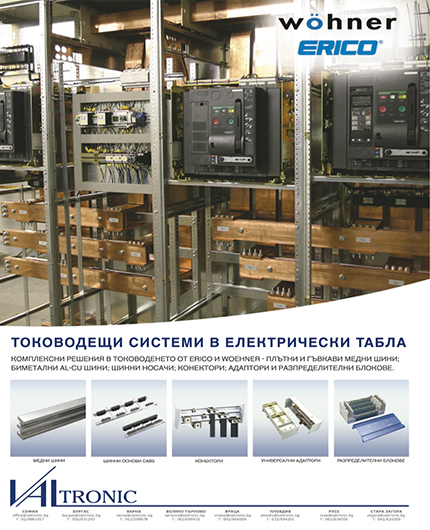 wöhner
ERICO®
ТОКОВОДЕЩИ СИСТЕМИ В ЕЛЕКТРИЧЕСКИ ТАБЛА
КОМПЛЕКСНИ РЕШЕНИЯ В ТОКОВОДЕНЕТО ОТ ERICO И WOEHNER - ПЛЪТНИ И ГЪВКАВИ МЕДНИ ШИНИ;
БИМЕТАЛНИ AL-CU ШИНИ; ШИННИ НОСАЧИ; КОНЕКТОРИ; АДАПТОРИ И РАЗПРЕДЕЛИТЕЛНИ БЛОКОВЕ.
МЕДНИ ШИНИ
ШИННИ ОСНОВИ CABS
КОНЕКТОРИ
УНИВЕРСАЛНИ АДАПТОРИ
РАЗПРЕДЕЛИТЕЛНИ БЛОКОВЕ
VALTRONIC
СОФИЯ
БУРГАС
ВАРНА
ВЕЛИКО ТЪРНОВО
ВРАЦА
ПЛОВДИВ
РУСЕ
СТАРА ЗАГОРА